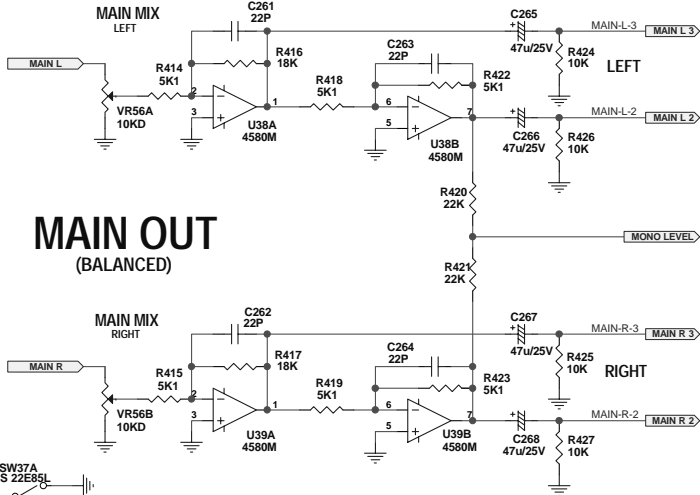 MAIN MIX
LEFT
C261
22P
C265
47u/25V
MAIN-L-3
MAIN L 3
MAIN L
R414
5K1
R416
18K
C263
22P
R424
10K
LEFT
R418
5K1
R422
5K1
VR56A
10KD
2
3
1
6
5
7
U38A
4580M
U38B
4580M
C266
47u/25V
MAIN-L-2
MAIN L 2
R426
10K
R420
22K
MAIN OUT
(BALANCED)
MONO LEVEL
R421
22K
MAIN MIX
RIGHT
C262
22P
C267
47u/25V
MAIN-R-3
MAIN R 3
MAIN R
R415
5K1
R417
18K
C264
22P
R425
10K
RIGHT
R419
5K1
R423
5K1
VR56B
10KD
2
3
1
6
5
7
U39A
4580M
U39B
4580M
C268
47u/25V
MAIN-R-2
MAIN R 2
R427
10K
SW37A
S 22E85L